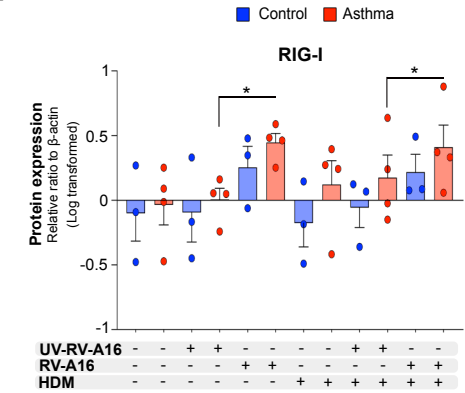 Control Asthma
RIG-I
Protein expression
Relative ratio to β-actin
(Log transformed)
1
0.5
0
-0.5
-1
* *
UV-RV-A16 - - + + - - - - + + - -
RV-A16 - - - - + + - - - - + +
HDM - - - - - - + + + + + +